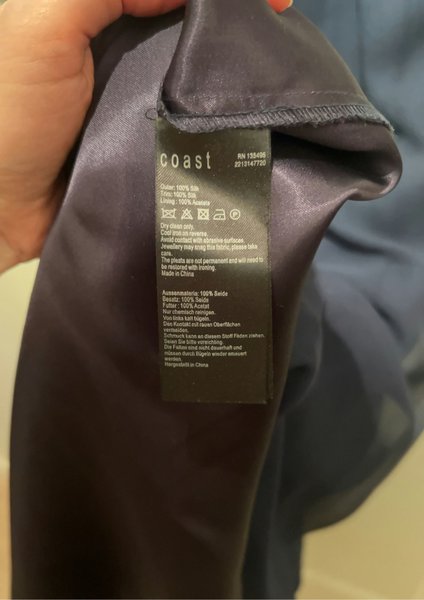 coast
RN 135496
2213147720
Outer: 100% Silk
Trim: 100% Silk
Lining: 100% Acetate
Dry clean only.
Cool iron on reverse.
Avoid contact with abrasive surfaces.
Jewellery may snag this fabric, please take
care.
The pleats are not permanent and will need to
be restored with ironing.
Made in China
Aussenmateria: 100% Seide
Besatz: 100% Seide
Futter: 100% Acetat
Nur chemisch reinigen.
Von links kalt bügeln.
Den Kontakt mit rauen Oberflächen
vermeiden.
Schmuck kann an diesem Stoff Fäden ziehen.
Seien Sie bitte vorsichtig.
Die Falten sind nicht dauerhaft und
müssen durch Bügeln wieder erneuert
werden.
Hergestellt in China